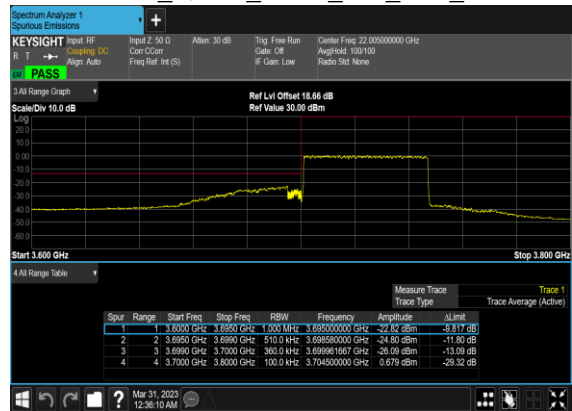 Spectrum Analyzer 1
Spurious Emissions
KEYSIGHT Input: RF Input Z: 50 Ω Atten: 30 dB Trig: Free Run Center Freq: 22.005000000 GHz
R T Coupling: DC Corr CCorr Gate: Off Avg|Hold: 100/100
Align: Auto Freq Ref: Int (S) IF Gain: Low Radio Std: None
PASS
3 All Range Graph
Ref Lvl Offset 18.66 dB
Scale/Div 10.0 dB Ref Value 30.00 dBm
Log
20.0
10.0
0.00
-10.0
-20.0
-30.0
-40.0
-50.0
-60.0
Start 3.600 GHz Stop 3.800 GHz
4 All Range Table
Measure Trace Trace 1
Trace Type Trace Average (Active)
Spur Range Start Freq Stop Freq RBW Frequency Amplitude ΔLimit
1 1 3.6000 GHz 3.6950 GHz 1.000 MHz 3.695000000 GHz -22.82 dBm -9.817 dB
2 2 3.6950 GHz 3.6990 GHz 510.0 kHz 3.698580000 GHz -24.80 dBm -11.80 dB
3 3 3.6990 GHz 3.7000 GHz 360.0 kHz 3.699961667 GHz -26.09 dBm -13.09 dB
4 4 3.7000 GHz 3.8000 GHz 100.0 kHz 3.704500000 GHz 0.679 dBm -29.32 dB
Mar 31, 2023
12:36:10 AM